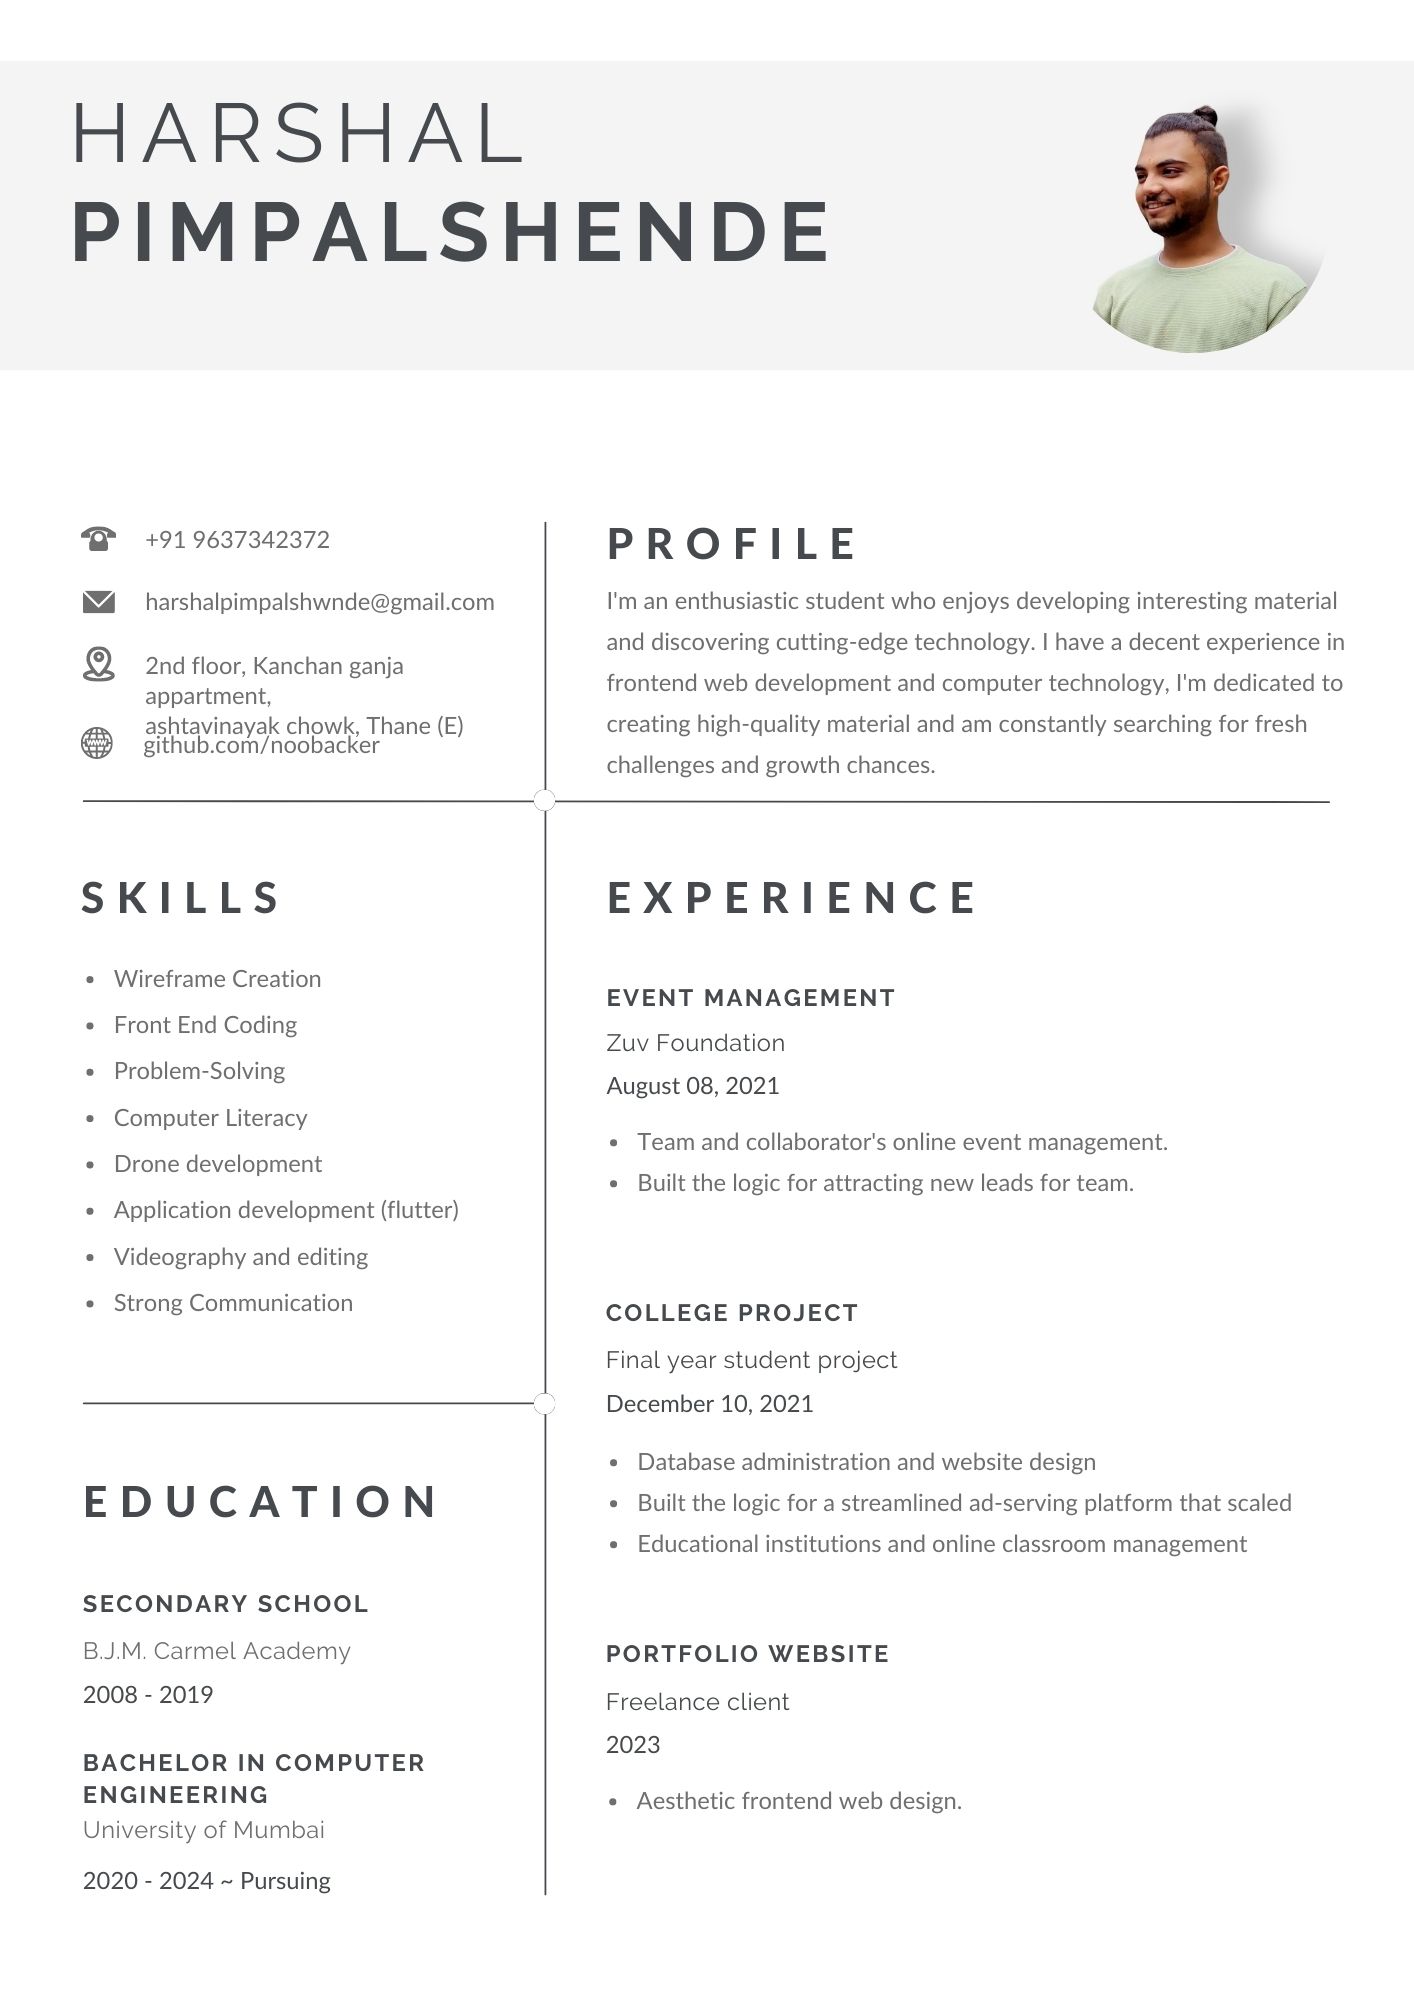 HARSHAL
PIMPALSHENDE
+91 9637342372
harshalpimpalshwnde@gmail.com
2nd floor, Kanchan ganja
appartment,
ashtavinayak chowk, Thane (E)
github.com/noobacker
PROFILE
I'm an enthusiastic student who enjoys developing interesting material
and discovering cutting-edge technology. I have a decent experience in
frontend web development and computer technology, I'm dedicated to
creating high-quality material and am constantly searching for fresh
challenges and growth chances.
SKILLS
• Wireframe Creation
• Front End Coding
• Problem-Solving
• Computer Literacy
• Drone development
• Application development (flutter)
• Videography and editing
• Strong Communication
EDUCATION
SECONDARY SCHOOL
B.J.M. Carmel Academy
2008 - 2019
BACHELOR IN COMPUTER
ENGINEERING
University of Mumbai
2020 - 2024 ~ Pursuing
EXPERIENCE
EVENT MANAGEMENT
Zuv Foundation
August 08, 2021
• Team and collaborator's online event management.
• Built the logic for attracting new leads for team.
COLLEGE PROJECT
Final year student project
December 10, 2021
• Database administration and website design
• Built the logic for a streamlined ad-serving platform that scaled
• Educational institutions and online classroom management
PORTFOLIO WEBSITE
Freelance client
2023
• Aesthetic frontend web design.